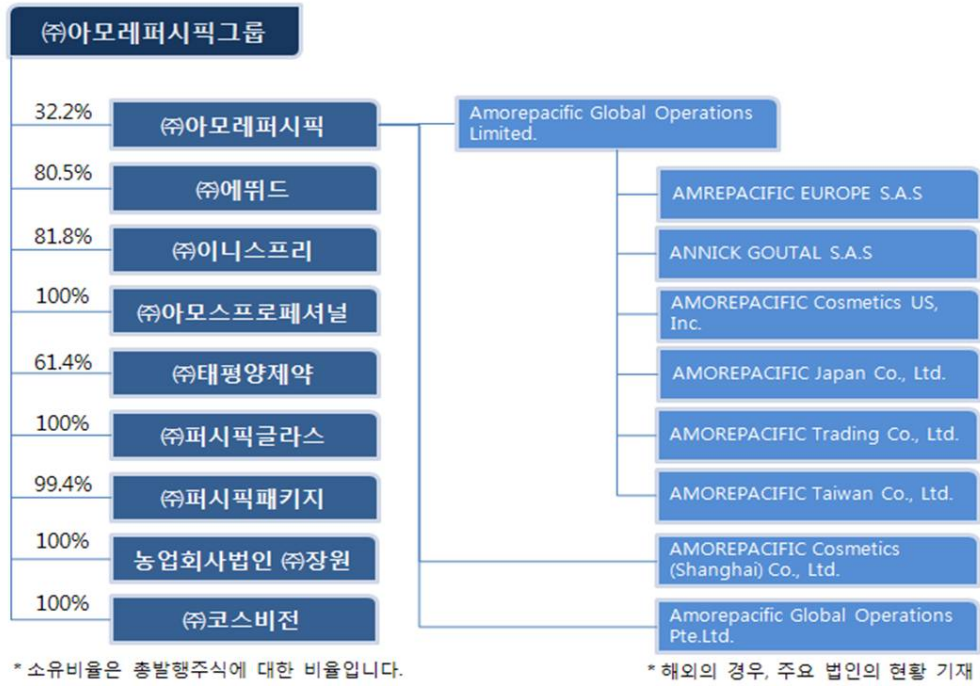 ㈜아모레퍼시픽그룹
32.2%
㈜아모레퍼시픽
80.5%
㈜에뛰드
81.8%
㈜이니스프리
100%
㈜아모스프로페셔널
61.4%
㈜태평양제약
100%
㈜퍼시픽글라스
99.4%
㈜퍼시픽패키지
100%
농업회사법인 ㈜장원
100%
㈜코스비전
Amorepacific Global Operations
Limited.
AMREPACIFIC EUROPE S.A.S
ANNICK GOUTAL S.A.S
AMOREPACIFIC Cosmetics US,
Inc.
AMOREPACIFIC Japan Co., Ltd.
AMOREPACIFIC Trading Co., Ltd.
AMOREPACIFIC Taiwan Co., Ltd.
AMOREPACIFIC Cosmetics
(Shanghai) Co., Ltd.
Amorepacific Global Operations
Pte.Ltd.
* 소유비율은 총발행주식에 대한 비율입니다.
* 해외의 경우, 주요 법인의 현황 기재